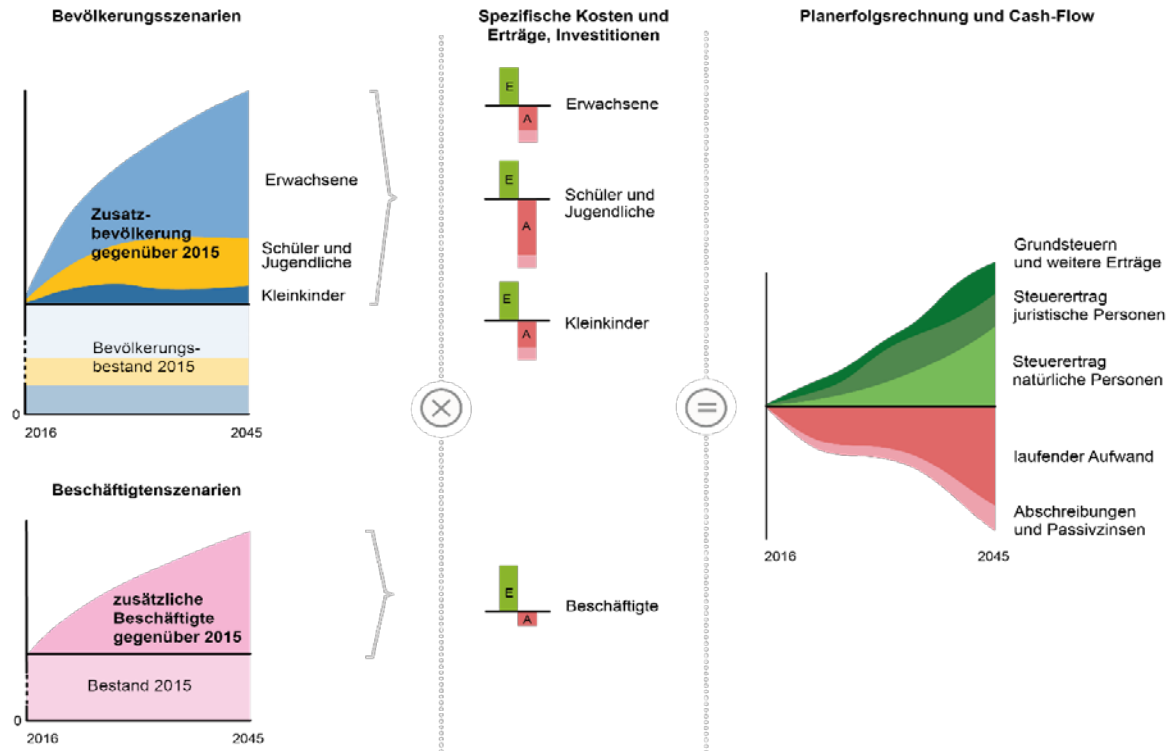 Bevölkerungsszenarien
Erwachsene
Zusatz-
bevölkerung
gegenüber 2015
Schüler und
Jugendliche
Kleinkinder
Bevölkerungs-
bestand 2015
0
2016
2045
Beschäftigtenszenarien
zusätzliche
Beschäftigte
gegenüber 2015
Bestand 2015
0
2016
2045
Spezifische Kosten und
Erträge, Investitionen
E
A
Erwachsene
E
A
Schüler und
Jugendliche
E
A
Kleinkinder
×
E
A
Beschäftigte
=
Planerfolgsrechnung und Cash-Flow
Grundsteuern
und weitere Erträge
Steuerertrag
juristische Personen
Steuerertrag
natürliche Personen
laufender Aufwand
Abschreibungen
und Passivzinsen
2016
2045